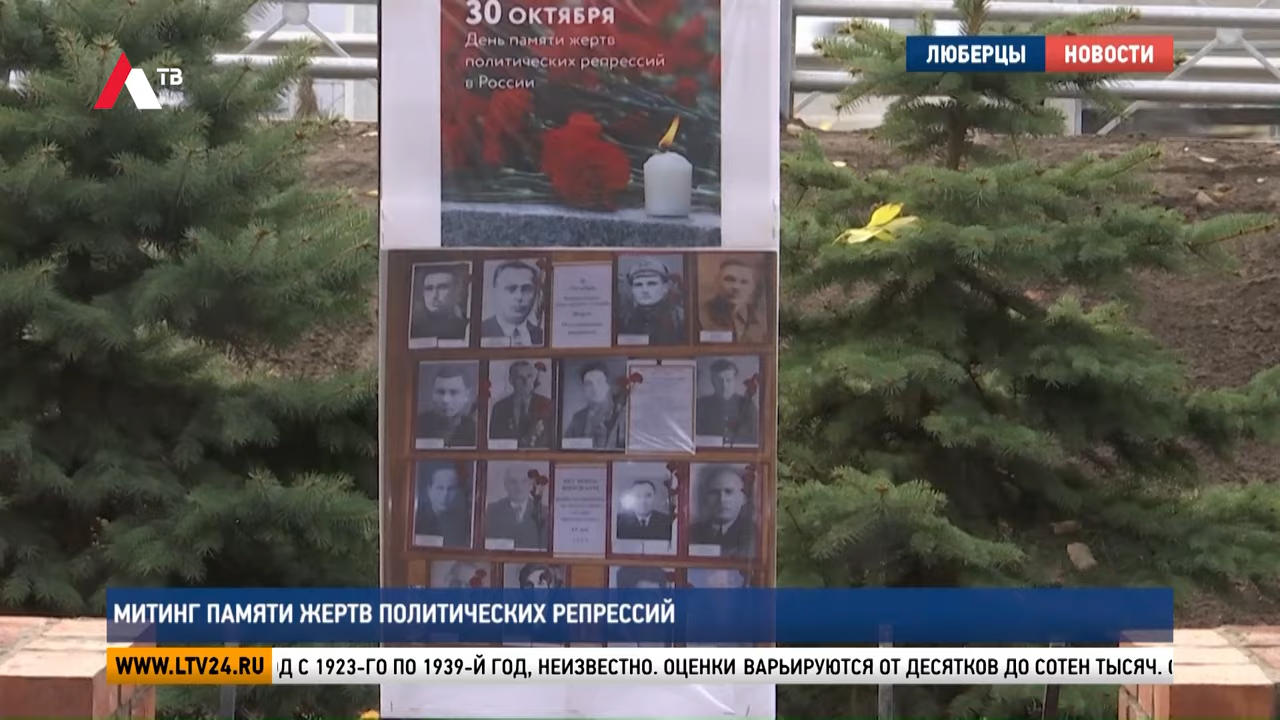 30 ОКТЯБРЯ
День памяти жертв
политических репрессий
в России
ТВ
ЛЮБЕРЦЫ НОВОСТИ
МИТИНГ ПАМЯТИ ЖЕРТВ ПОЛИТИЧЕСКИХ РЕПРЕССИЙ
WWW.LTV24.RU
ОД С 1923-ГО ПО 1939-Й ГОД, НЕИЗВЕСТНО. ОЦЕНКИ ВАРЬИРУЮТСЯ ОТ ДЕСЯТКОВ ДО СОТЕН ТЫСЯЧ.